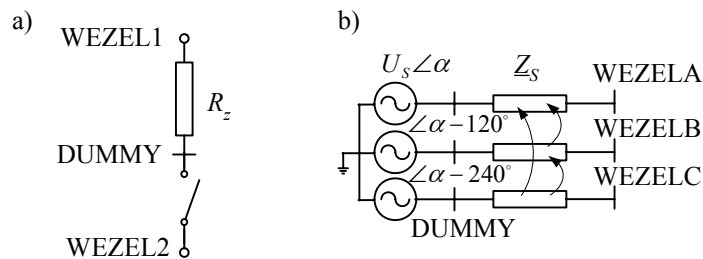 a)
WEZEL1
R_z
DUMMY
WEZEL2
b)
U_S∠α
Z_S
WEZELA
∠α−120°
WEZELB
∠α−240°
WEZELC
DUMMY